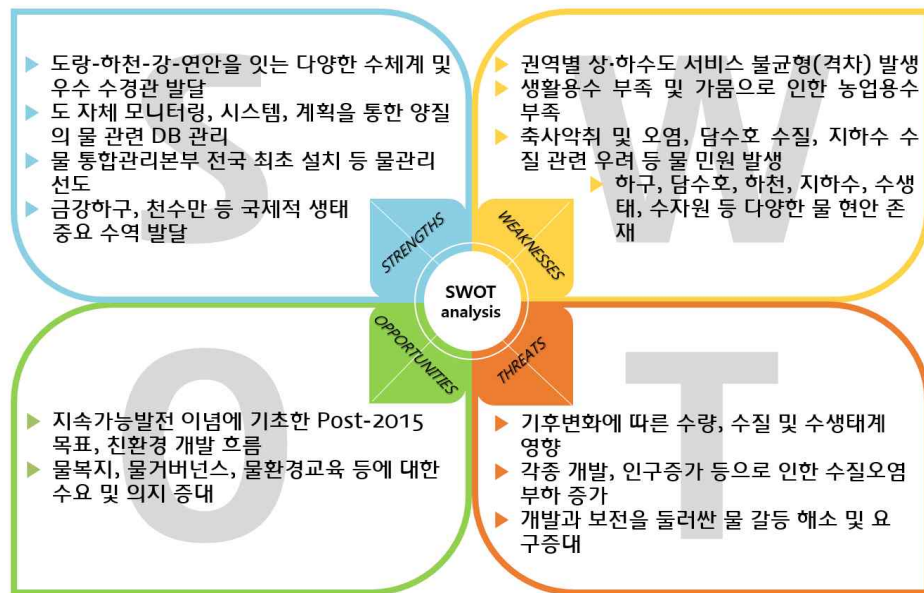 S
도랑-하천-강-연안을 잇는 다양한 수체계 및
우수 수경관 발달
도 자체 모니터링, 시스템, 계획을 통한 양질
의 물 관련 DB 관리
물 통합관리본부 전국 최초 설치 등 물관리
선도
금강하구, 천수만 등 국제적 생태
중요 수역 발달
STRENGTHS
W
권역별 상·하수도 서비스 불균형(격차) 발생
생활용수 부족 및 가뭄으로 인한 농업용수
부족
축사악취 및 오염, 담수호 수질, 지하수 수
질 관련 우려 등 물 민원 발생
하구, 담수호, 하천, 지하수, 수생
태, 수자원 등 다양한 물 현안 존
재
WEAKNESSES
SWOT
analysis
O
OPPORTUNITIES
지속가능발전 이념에 기초한 Post-2015
목표, 친환경 개발 흐름
물복지, 물거버넌스, 물환경교육 등에 대한
수요 및 의지 증대
T
THREATS
기후변화에 따른 수량, 수질 및 수생태계
영향
각종 개발, 인구증가 등으로 인한 수질오염
부하 증가
개발과 보전을 둘러싼 물 갈등 해소 및 요
구증대